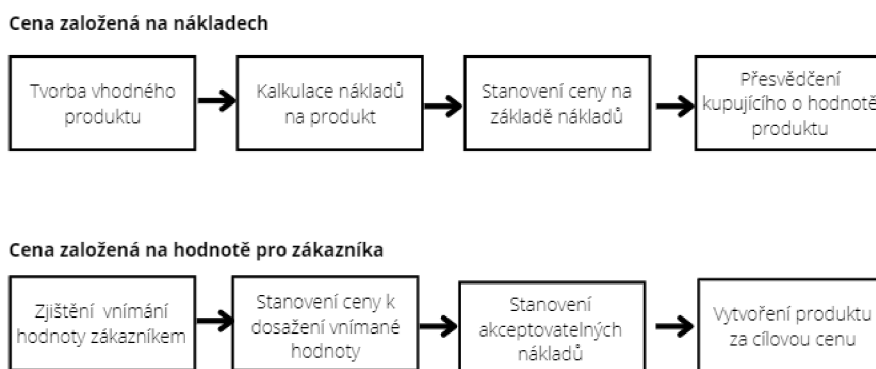 Cena založená na nákladech
Tvorba vhodného
produktu
Kalkulace nákladů
na produkt
Stanovení ceny na
základě nákladů
Přesvědčení
kupujícího o hodnotě
produktu
Cena založená na hodnotě pro zákazníka
Zjištění vnímání
hodnoty zákazníkem
Stanovení ceny k
dosažení vnímané
hodnoty
Stanovení
akceptovatelných
nákladů
Vytvoření produktu
za cílovou cenu